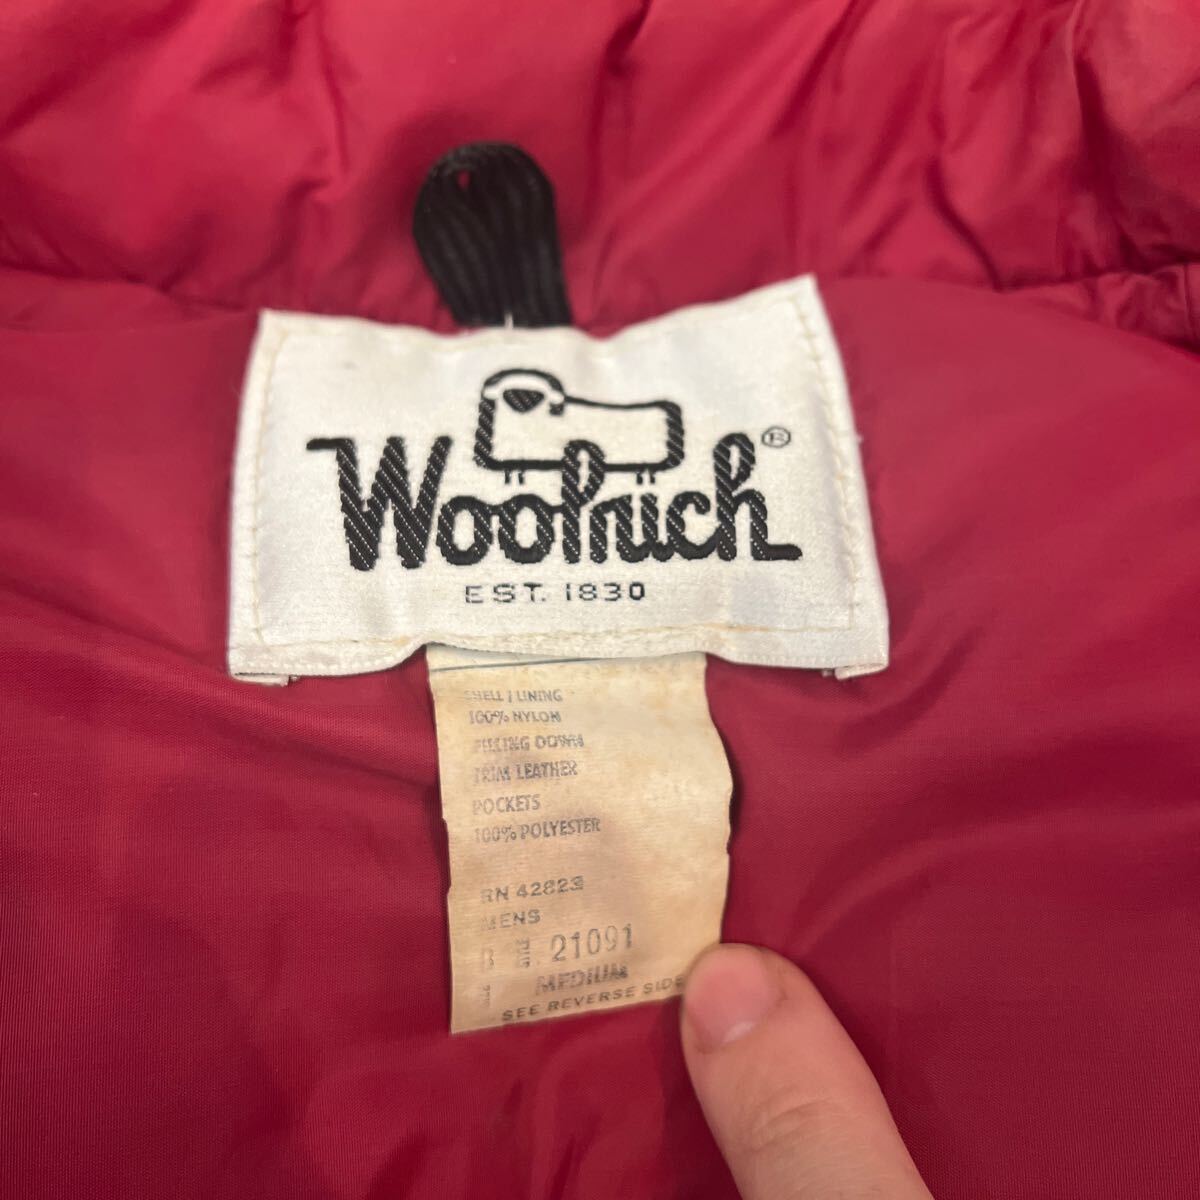 Woolrich®
EST. 1830
SHELL / LINING
100% NYLON
FILLING DOWN
TRIM LEATHER
POCKETS
100% POLYESTER
RN 42823
MENS
21091
MEDIUM
SEE REVERSE SIDE